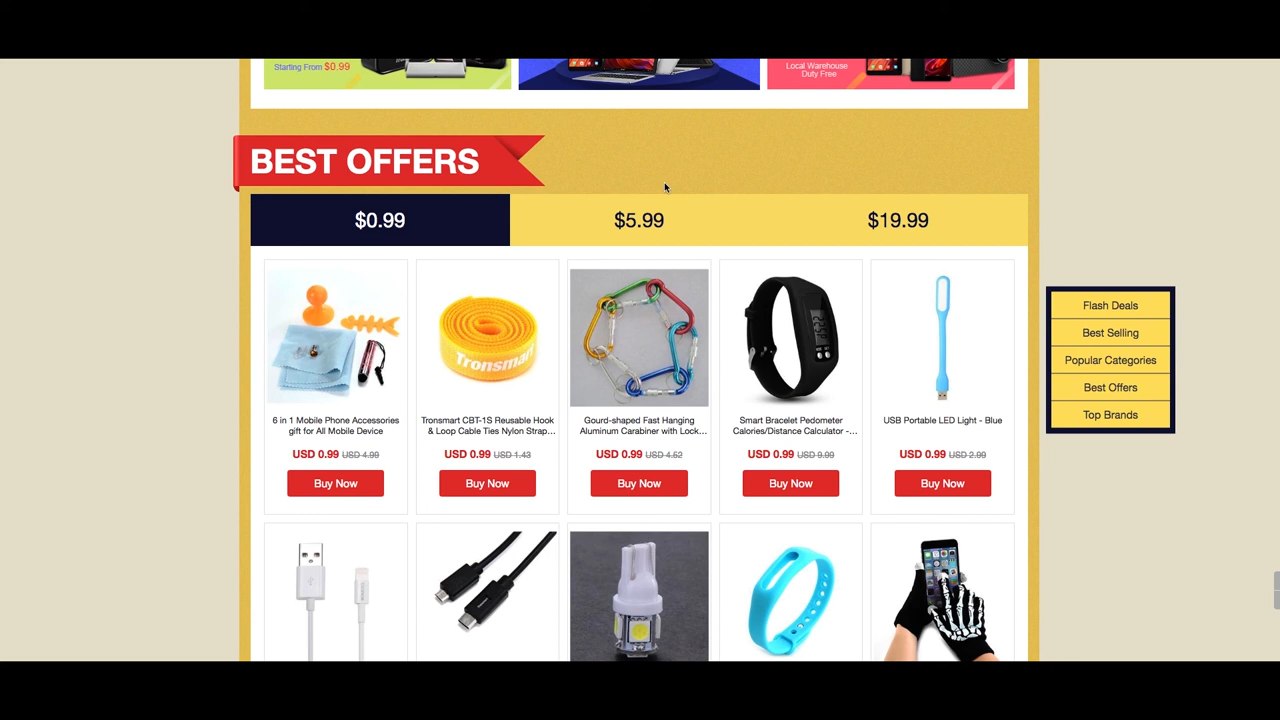 Starting From $0.99
Local Warehouse
Duty Free
BEST OFFERS
$0.99
$5.99
$19.99
Tronsmart
6 in 1 Mobile Phone Accessories
gift for All Mobile Device
USD 0.99 USD 4.99
Buy Now
Tronsmart CBT-1S Reusable Hook
& Loop Cable Ties Nylon Strap...
USD 0.99 USD 1.43
Buy Now
Gourd-shaped Fast Hanging
Aluminum Carabiner with Lock...
USD 0.99 USD 4.52
Buy Now
Smart Bracelet Pedometer
Calories/Distance Calculator -...
USD 0.99 USD 9.99
Buy Now
USB Portable LED Light - Blue
USD 0.99 USD 2.99
Buy Now
Flash Deals
Best Selling
Popular Categories
Best Offers
Top Brands